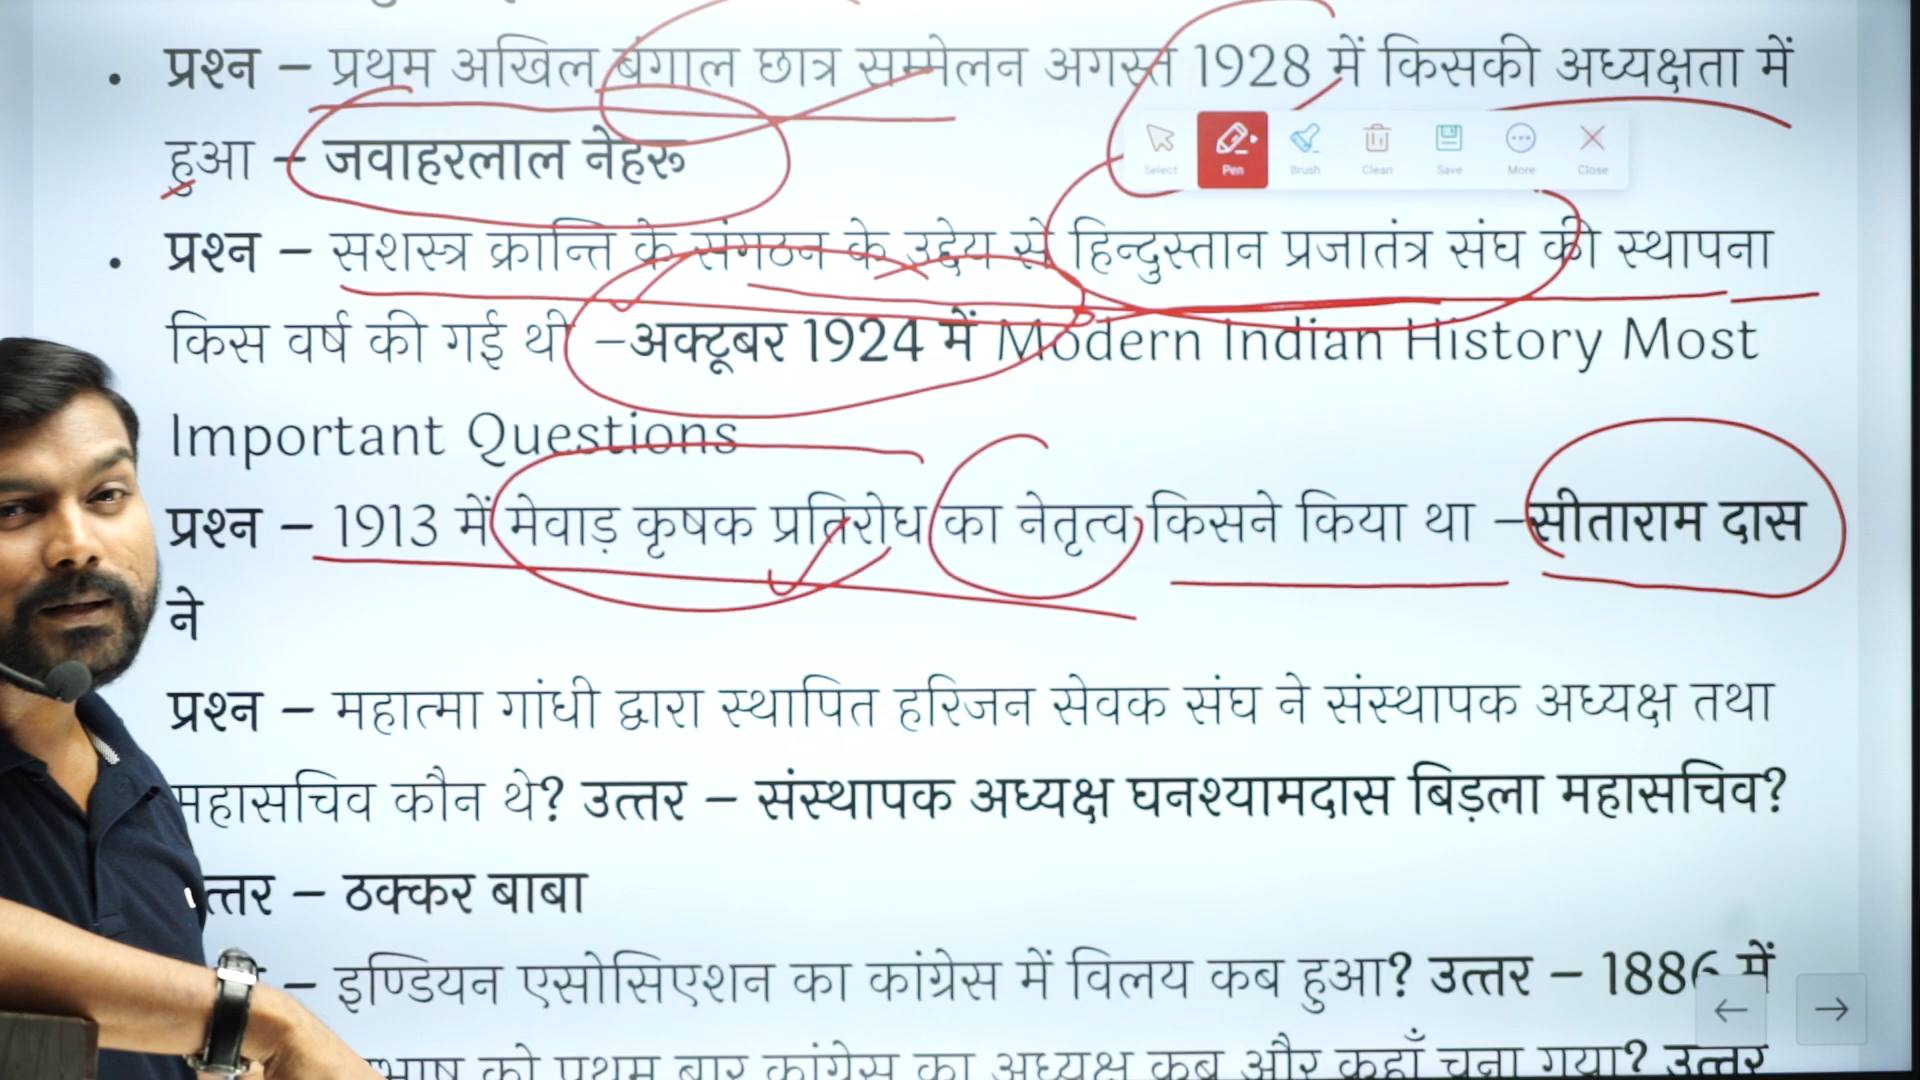 • प्रश्न – प्रथम अखिल बंगाल छात्र सम्मेलन अगस्त 1928 में किसकी अध्यक्षता में
हुआ – जवाहरलाल नेहरू
Select Pen Brush Clean Save More Close
• प्रश्न – सशस्त्र क्रान्ति के संगठन के उद्देय से हिन्दुस्तान प्रजातंत्र संघ की स्थापना
किस वर्ष की गई थी –अक्टूबर 1924 में Modern Indian History Most
Important Questions
प्रश्न – 1913 में मेवाड़ कृषक प्रतिरोध का नेतृत्व किसने किया था –सीताराम दास
ने
प्रश्न – महात्मा गांधी द्वारा स्थापित हरिजन सेवक संघ ने संस्थापक अध्यक्ष तथा
महासचिव कौन थे? उत्तर – संस्थापक अध्यक्ष घनश्यामदास बिड़ला महासचिव?
त्तर – ठक्कर बाबा
– इण्डियन एसोसिएशन का कांग्रेस में विलय कब हुआ? उत्तर – 1886 में
को प्रथम बार कांग्रेस का अध्यक्ष कब और कहाँ चुना गया? उत्तर